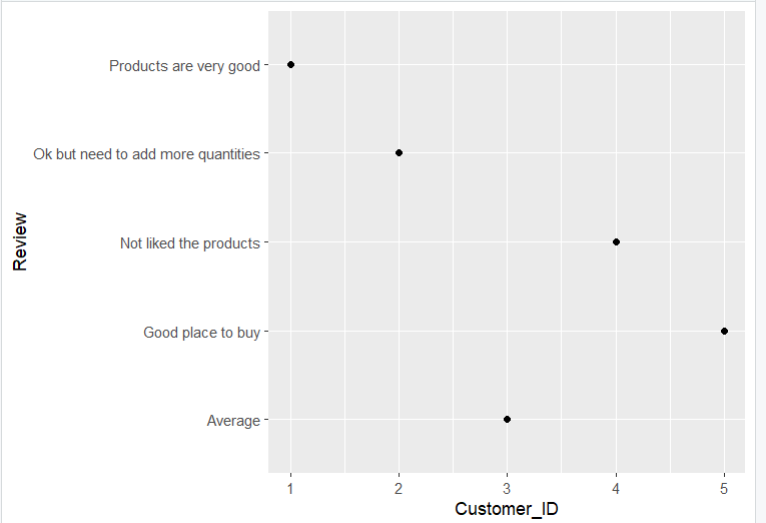 Products are very good
Ok but need to add more quantities
Not liked the products
Good place to buy
Average
Review
1 2 3 4 5
Customer_ID